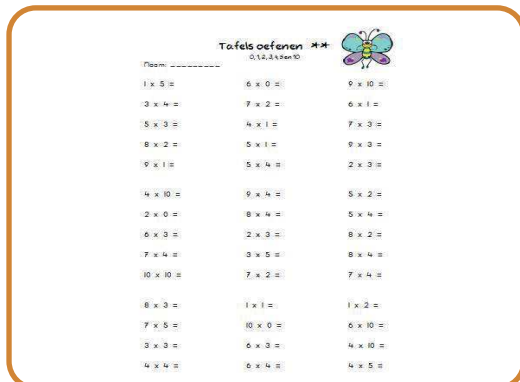 Tafels oefenen **
0, 1, 2, 3, 4, 5 en 10
Naam: _________
1 x 5 = 6 x 0 = 9 x 10 =
3 x 4 = 7 x 2 = 6 x 1 =
5 x 3 = 4 x 1 = 7 x 3 =
8 x 2 = 5 x 1 = 9 x 3 =
9 x 1 = 5 x 4 = 2 x 3 =
4 x 10 = 9 x 4 = 5 x 2 =
2 x 0 = 8 x 4 = 5 x 4 =
6 x 3 = 2 x 3 = 8 x 2 =
7 x 4 = 3 x 5 = 8 x 4 =
10 x 10 = 7 x 2 = 7 x 4 =
8 x 3 = 1 x 1 = 1 x 2 =
7 x 5 = 10 x 0 = 6 x 10 =
3 x 3 = 6 x 3 = 4 x 10 =
4 x 4 = 6 x 4 = 4 x 5 =